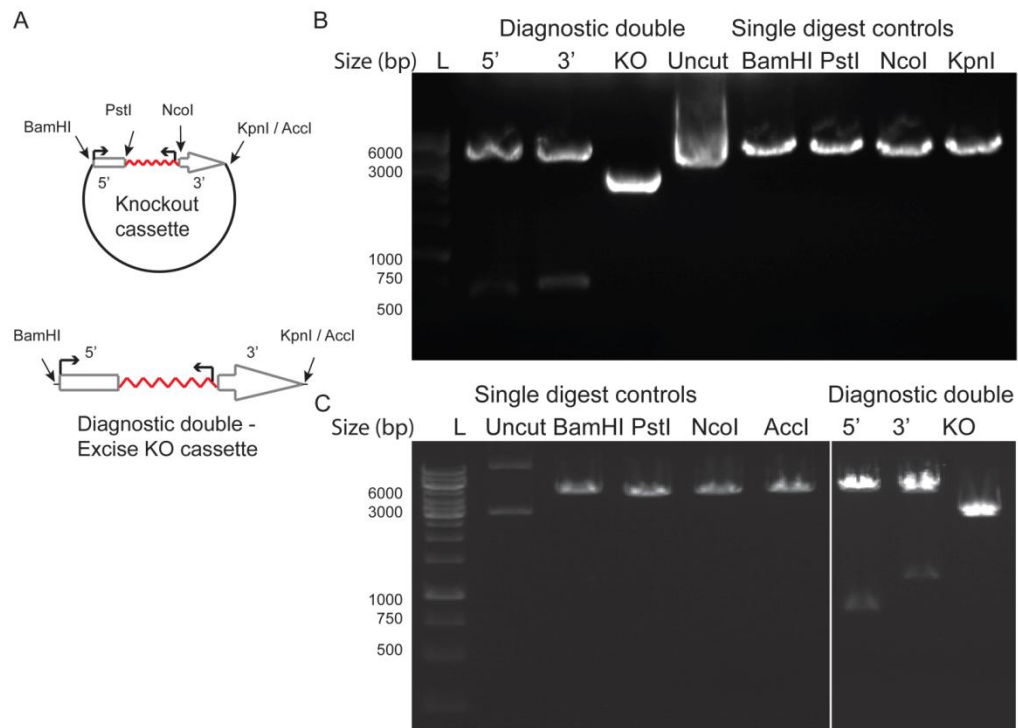 A
PstI
NcoI
BamHI
KpnI / AccI
5’
3’
Knockout
cassette
BamHI
5’
3’
KpnI / AccI
Diagnostic double -
Excise KO cassette
B
Diagnostic double
Single digest controls
Size (bp) L 5’ 3’ KO Uncut BamHI PstI NcoI KpnI
6000
3000
1000
750
500
C
Single digest controls
Diagnostic double
Size (bp) L Uncut BamHI PstI NcoI AccI 5’ 3’ KO
6000
3000
1000
750
500